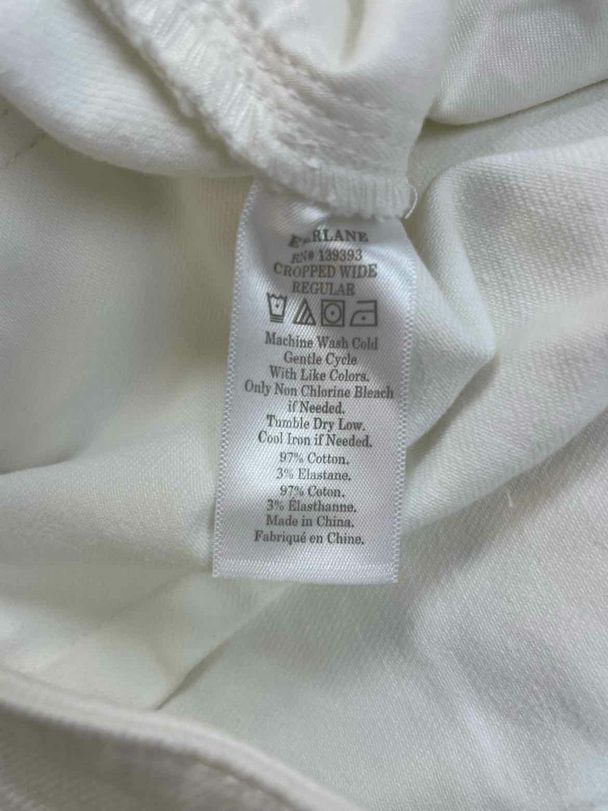 EVERLANE
RN# 139393
CROPPED WIDE
REGULAR
Machine Wash Cold
Gentle Cycle
With Like Colors.
Only Non Chlorine Bleach
if Needed.
Tumble Dry Low.
Cool Iron if Needed.
97% Cotton.
3% Elastane.
97% Coton.
3% Élasthanne.
Made in China.
Fabriqué en Chine.